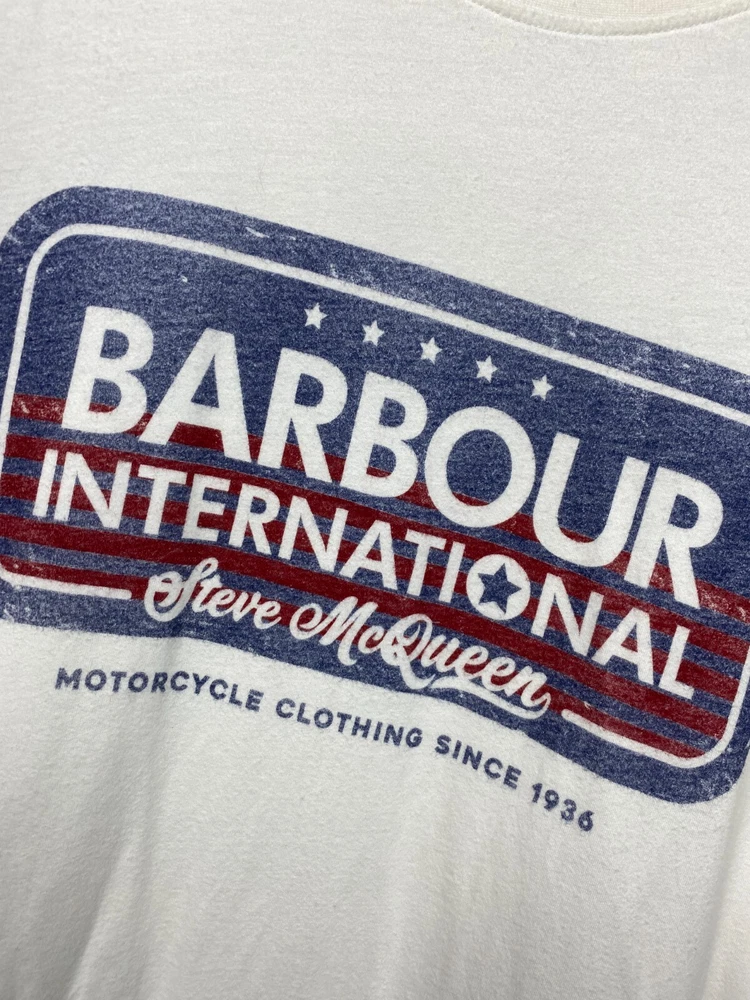 BARBOUR
INTERNATIONAL
Steve McQueen
MOTORCYCLE CLOTHING SINCE 1936